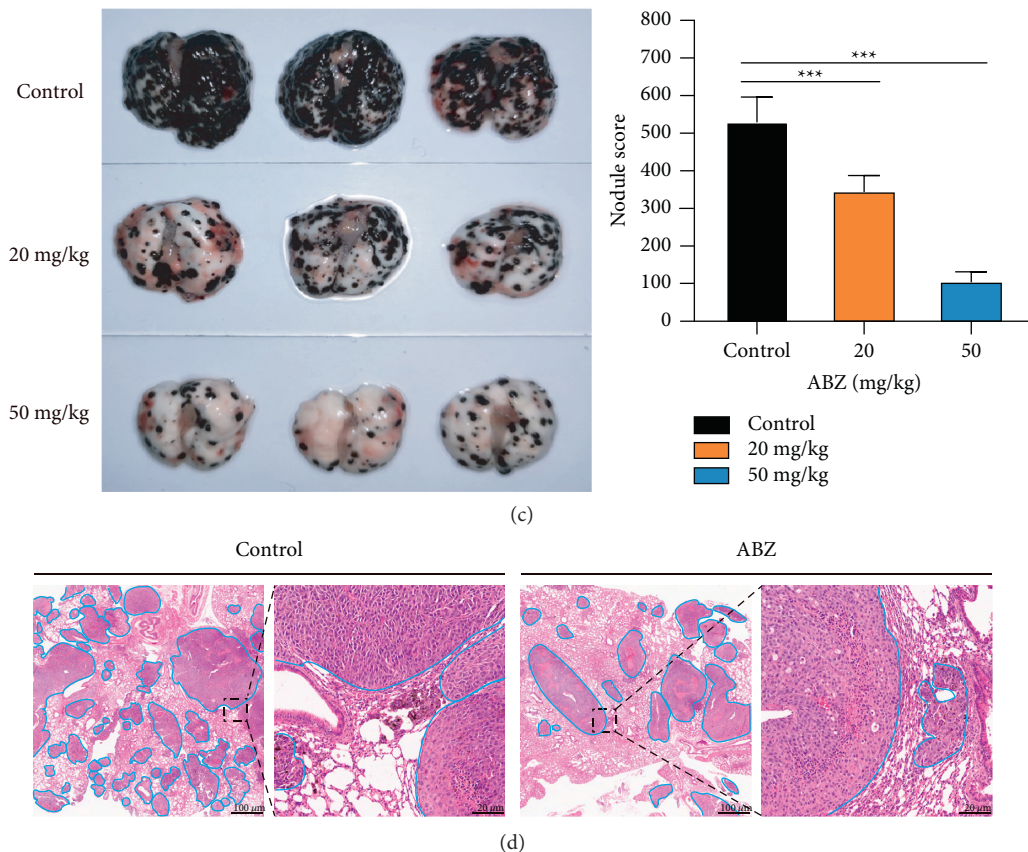 Control
20 mg/kg
50 mg/kg
Nodule score
800
700
600
500
400
300
200
100
0
***
***
Control 20 50
ABZ (mg/kg)
Control
20 mg/kg
50 mg/kg
(c)
Control ABZ
100 μm 20 μm 100 μm 20 μm
(d)